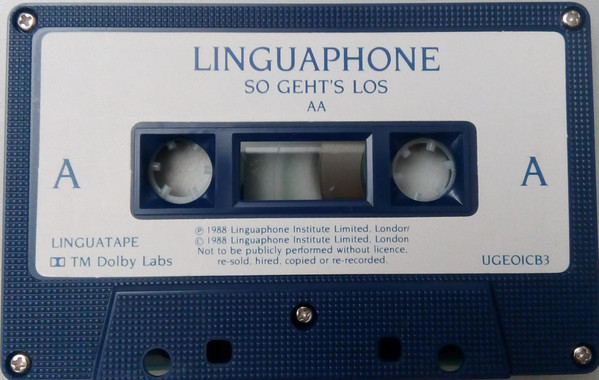 LINGUAPHONE
SO GEHT'S LOS
AA
A
A
LINGUATAPE
TM Dolby Labs
℗ 1988 Linguaphone Institute Limited, London/
© 1988 Linguaphone Institute Limited, London
Not to be publicly performed without licence,
re-sold, hired, copied or re-recorded.
UGEOICB3